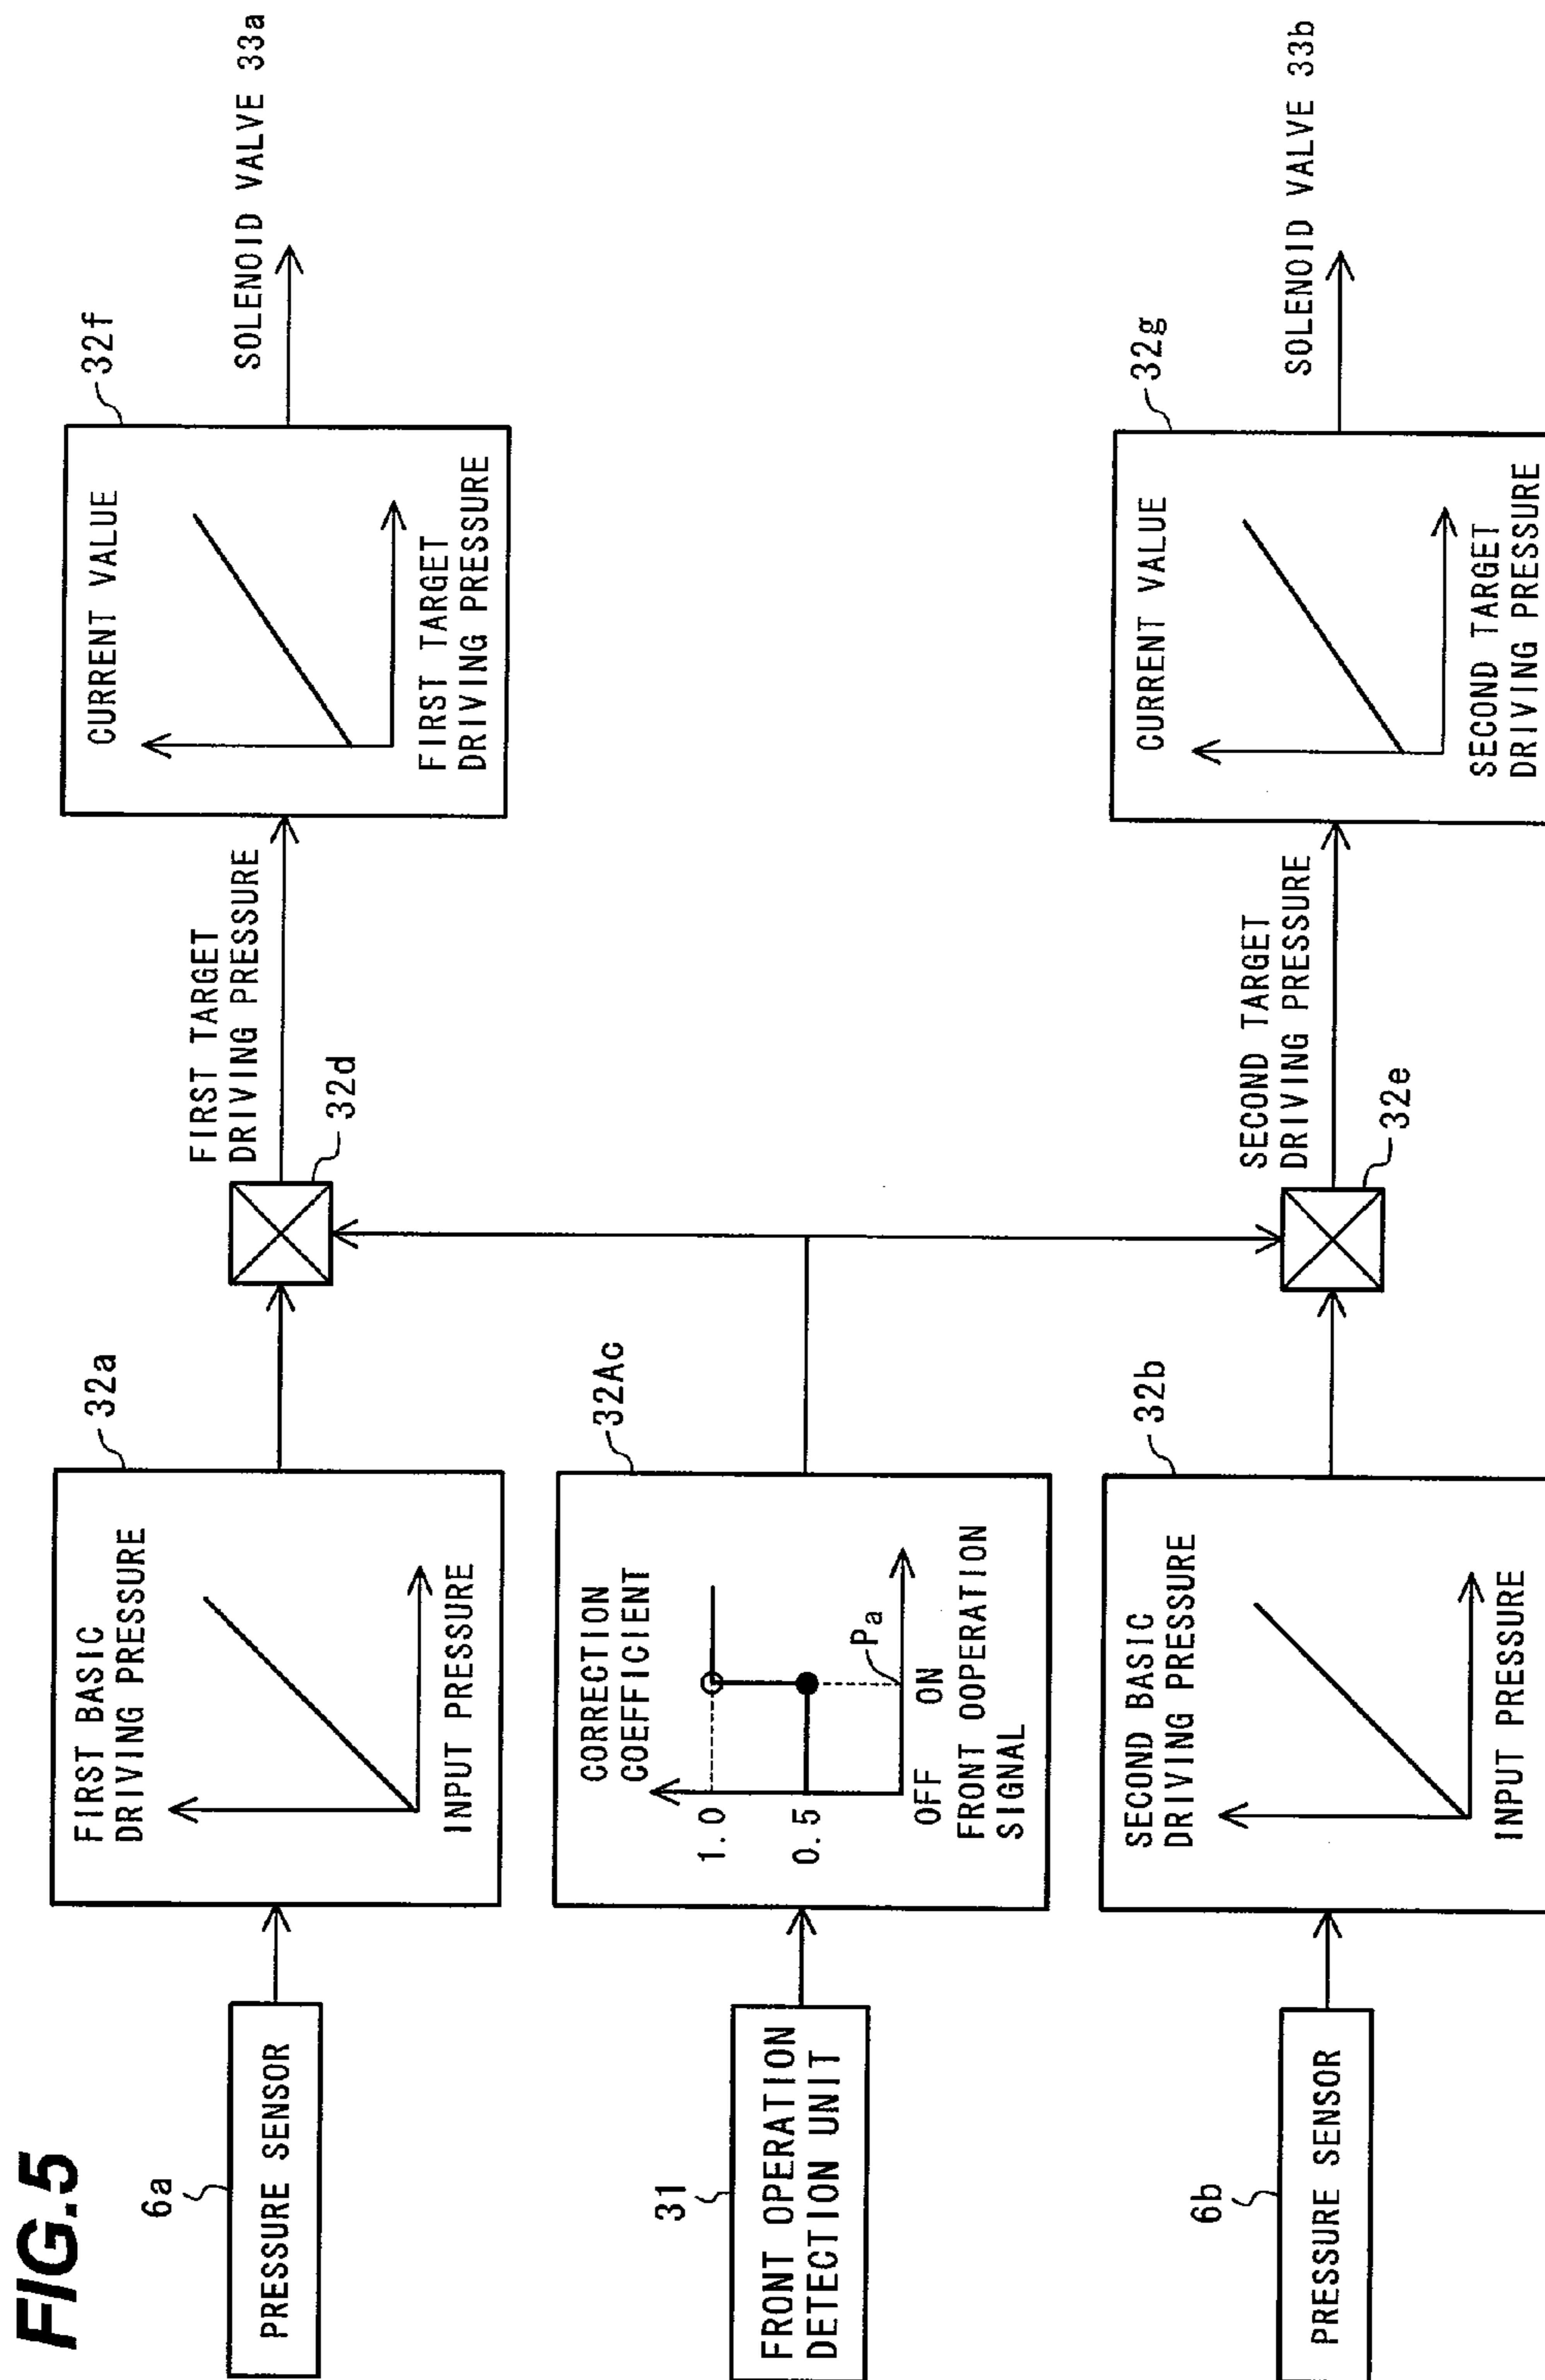 FIG.5
6a
PRESSURE SENSOR
32a
FIRST BASIC
DRIVING PRESSURE
INPUT PRESSURE
FIRST TARGET
DRIVING PRESSURE
32d
32f
CURRENT VALUE
FIRST TARGET
DRIVING PRESSURE
SOLENOID VALVE 33a
31
FRONT OPERATION
DETECTION UNIT
32Ac
CORRECTION
COEFFICIENT
1.0
0.5
Pa
OFF ON
FRONT OOPERATION
SIGNAL
6b
PRESSURE SENSOR
32b
SECOND BASIC
DRIVING PRESSURE
INPUT PRESSURE
SECOND TARGET
DRIVING PRESSURE
32e
32g
CURRENT VALUE
SECOND TARGET
DRIVING PRESSURE
SOLENOID VALVE 33b